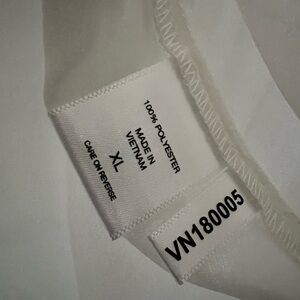 100% POLYESTER
MADE IN
VIETNAM
XL
CARE ON REVERSE
VN180005